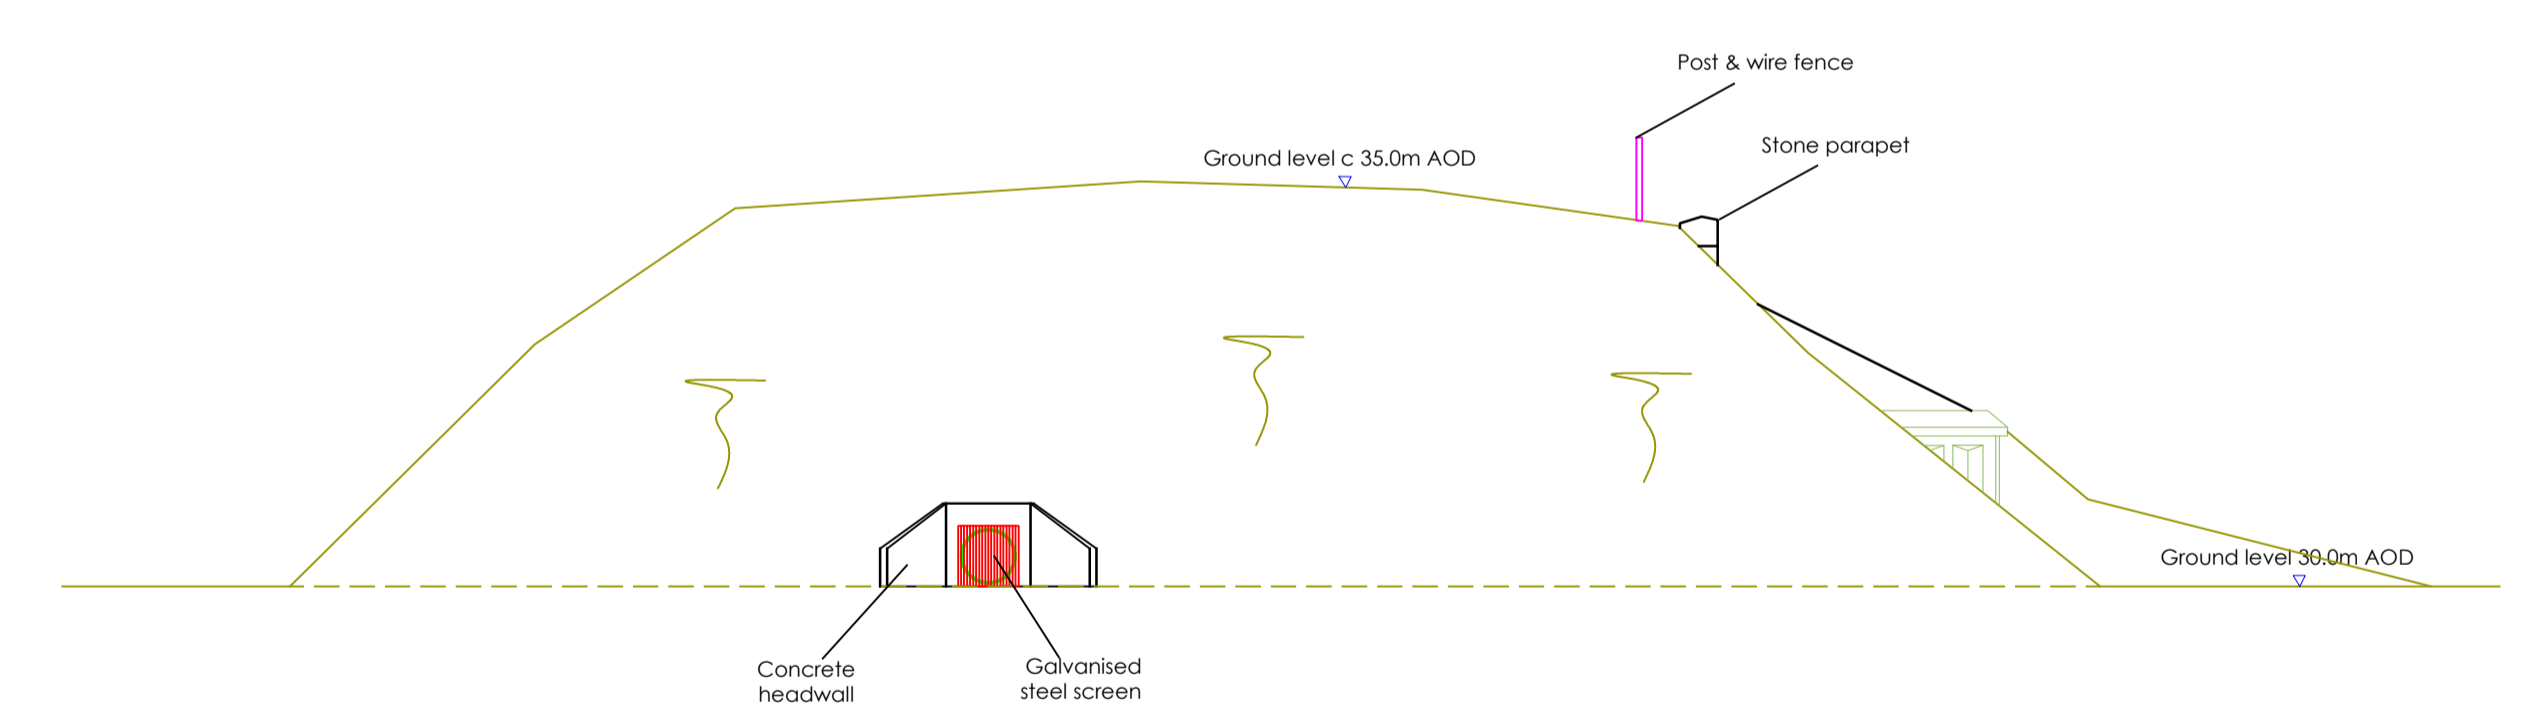 Post & wire fence
Stone parapet
Ground level c 35.0m AOD
Ground level 30.0m AOD
Concrete
headwall
Galvanised
steel screen